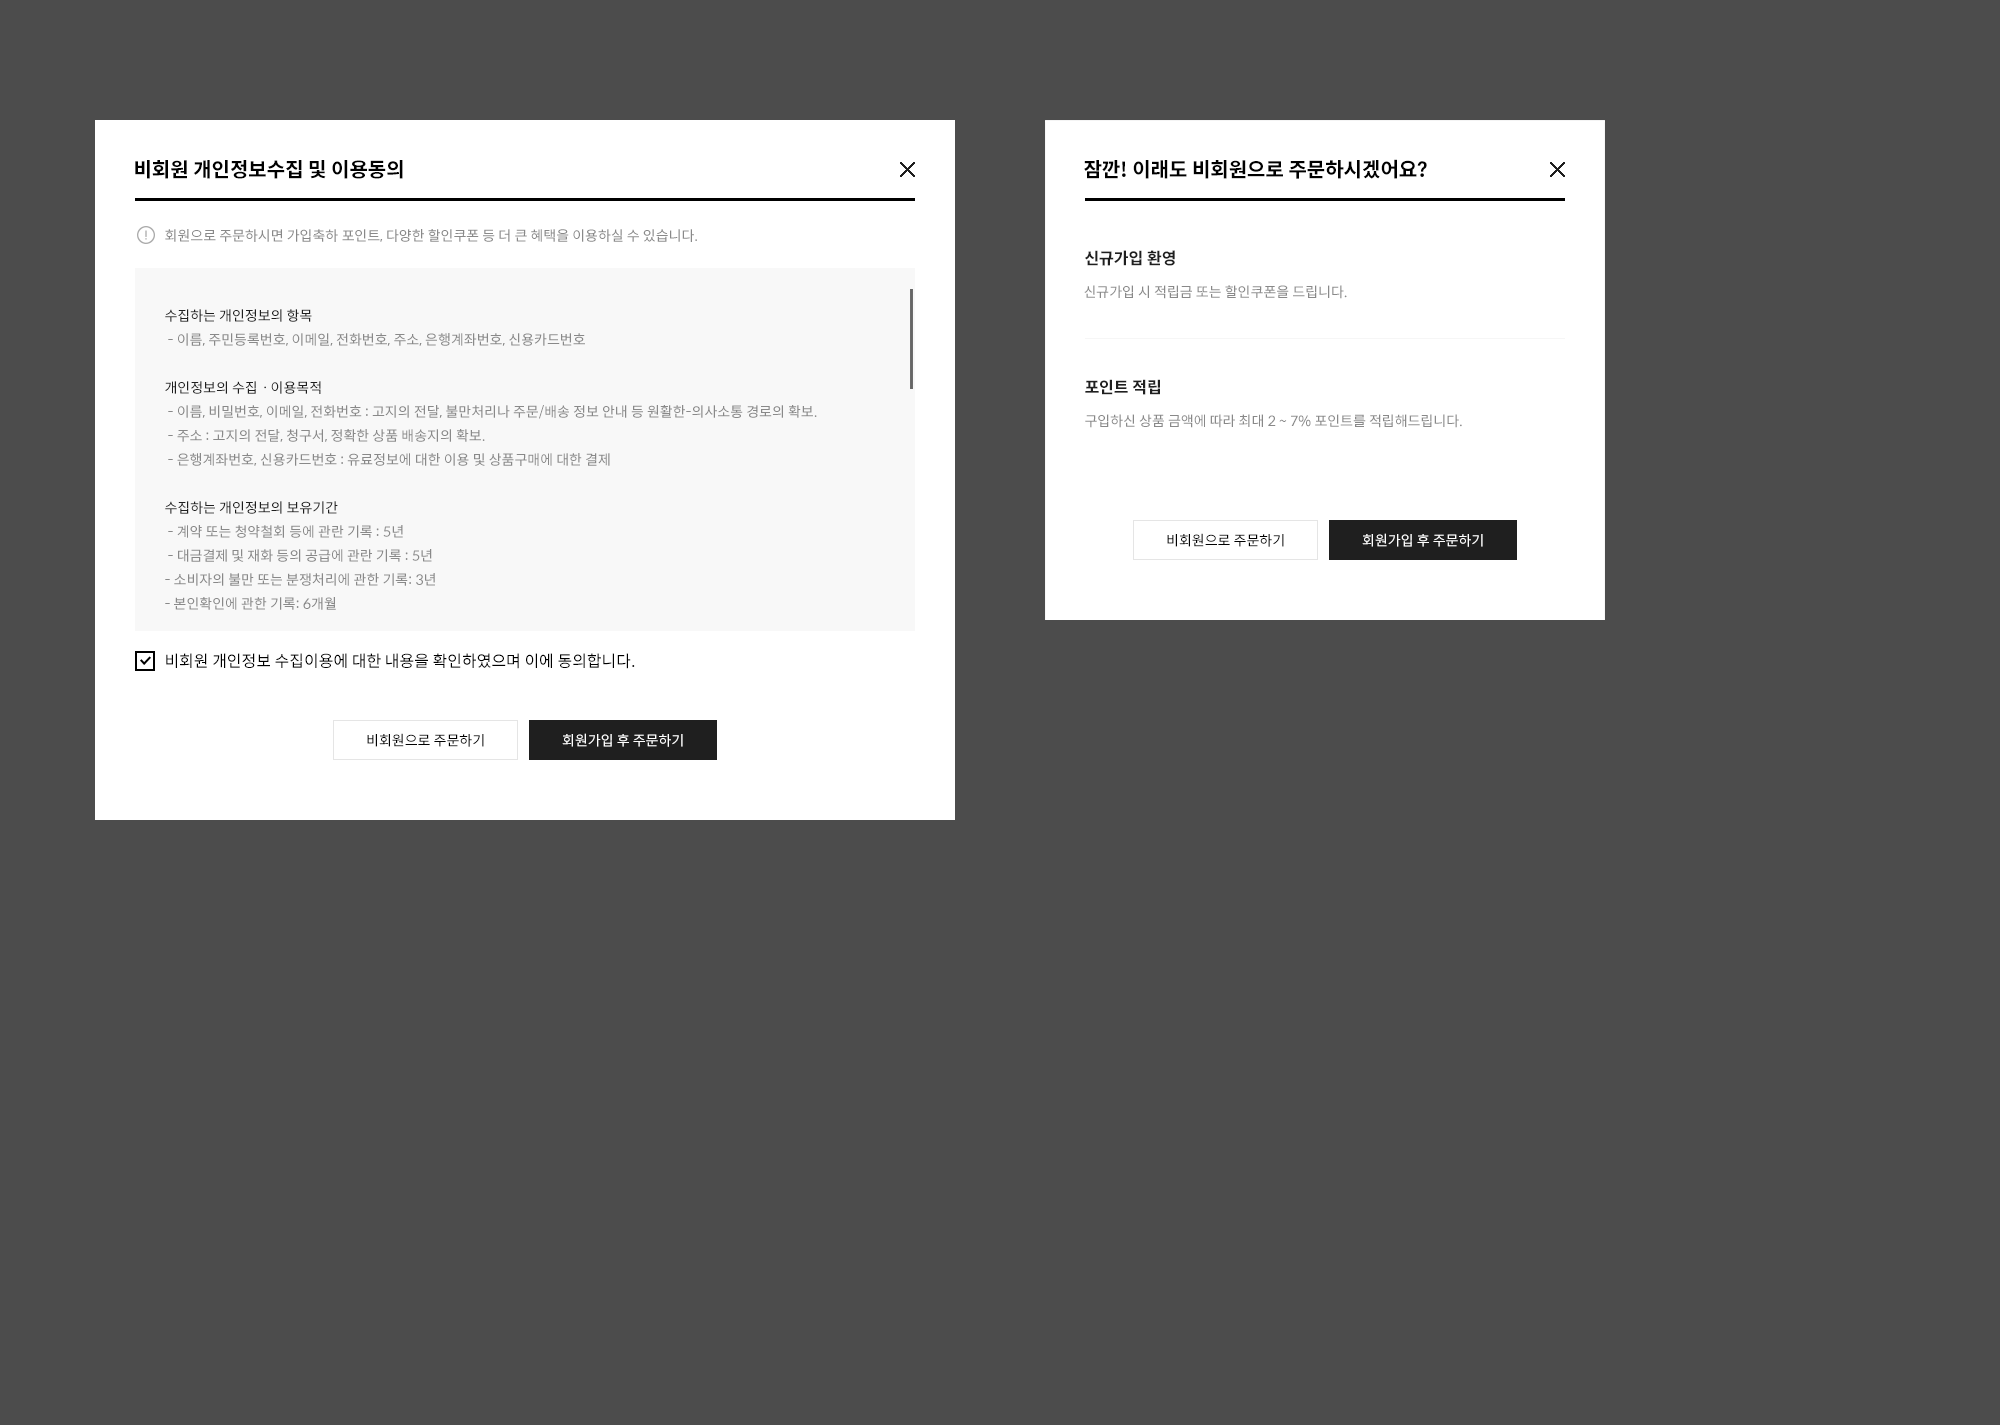 비회원 개인정보수집 및 이용동의
회원으로 주문하시면 가입축하 포인트, 다양한 할인쿠폰 등 더 큰 혜택을 이용하실 수 있습니다.
수집하는 개인정보의 항목
- 이름, 주민등록번호, 이메일, 전화번호, 주소, 은행계좌번호, 신용카드번호
개인정보의 수집 · 이용목적
- 이름, 비밀번호, 이메일, 전화번호 : 고지의 전달, 불만처리나 주문/배송 정보 안내 등 원활한-의사소통 경로의 확보.
- 주소 : 고지의 전달, 청구서, 정확한 상품 배송지의 확보.
- 은행계좌번호, 신용카드번호 : 유료정보에 대한 이용 및 상품구매에 대한 결제
수집하는 개인정보의 보유기간
- 계약 또는 청약철회 등에 관란 기록 : 5년
- 대금결제 및 재화 등의 공급에 관란 기록 : 5년
- 소비자의 불만 또는 분쟁처리에 관한 기록: 3년
- 본인확인에 관한 기록: 6개월
비회원 개인정보 수집이용에 대한 내용을 확인하였으며 이에 동의합니다.
비회원으로 주문하기
회원가입 후 주문하기
잠깐! 이래도 비회원으로 주문하시겠어요?
신규가입 환영
신규가입 시 적립금 또는 할인쿠폰을 드립니다.
포인트 적립
구입하신 상품 금액에 따라 최대 2 ~ 7% 포인트를 적립해드립니다.
비회원으로 주문하기
회원가입 후 주문하기